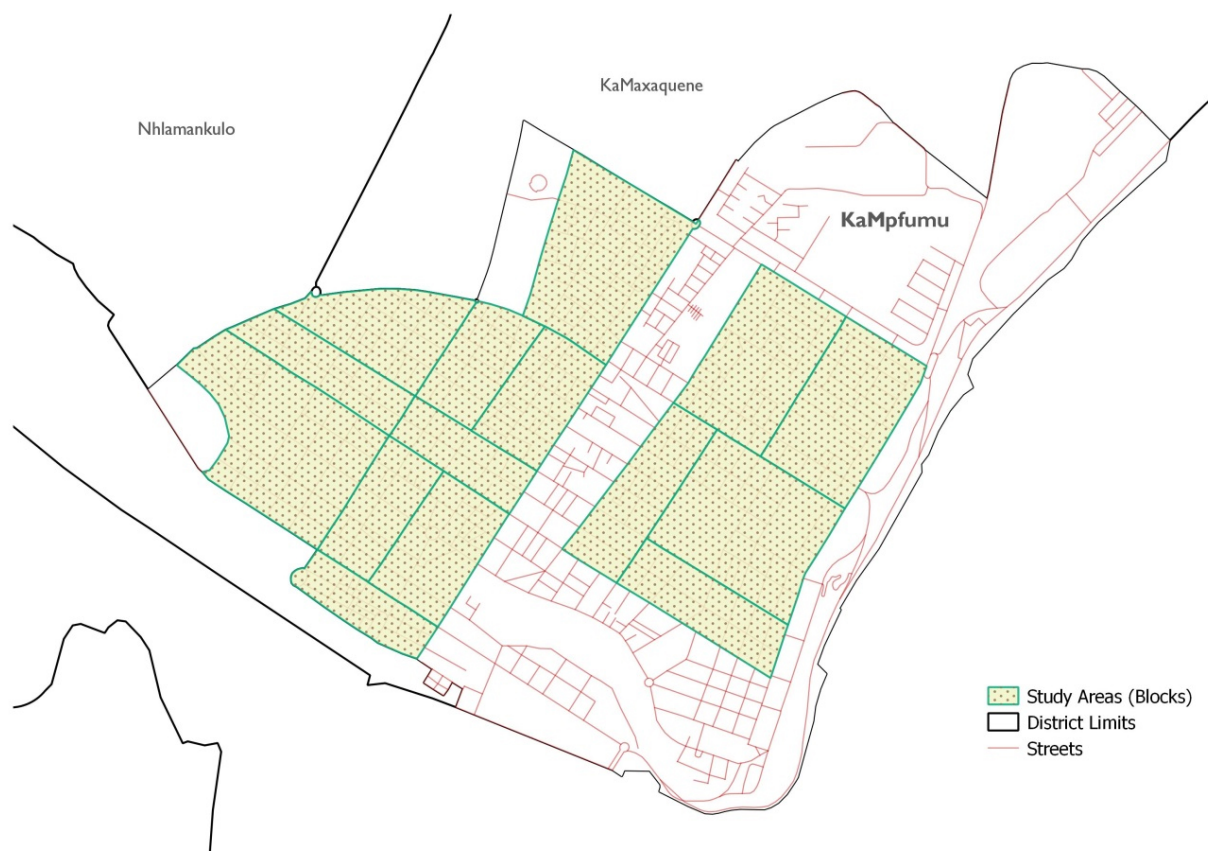 KaMaxaquene
Nhlamankulo
KaMpfumu
Study Areas (Blocks)
District Limits
Streets